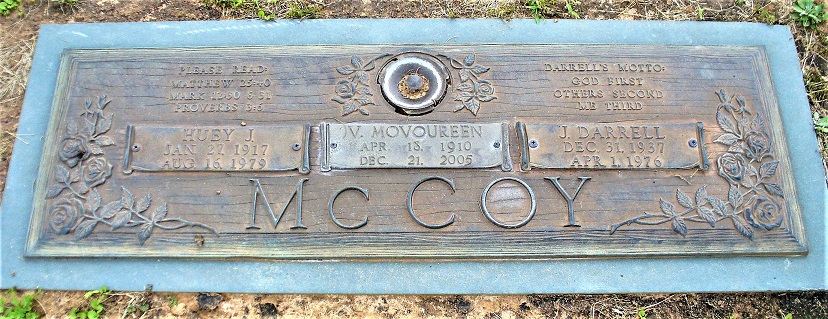 PLEASE READ:
MATTHEW 25:40
MARK 12:30 & 31
PROVERBS 3:6
DARRELL'S MOTTO:
GOD FIRST
OTHERS SECOND
ME THIRD
HUEY J.
JAN. 27, 1917
AUG. 16, 1979
V. MOVOUREEN
APR. 18, 1910
DEC. 21, 2005
J. DARRELL
DEC. 31, 1937
APR. 1, 1976
MCCOY